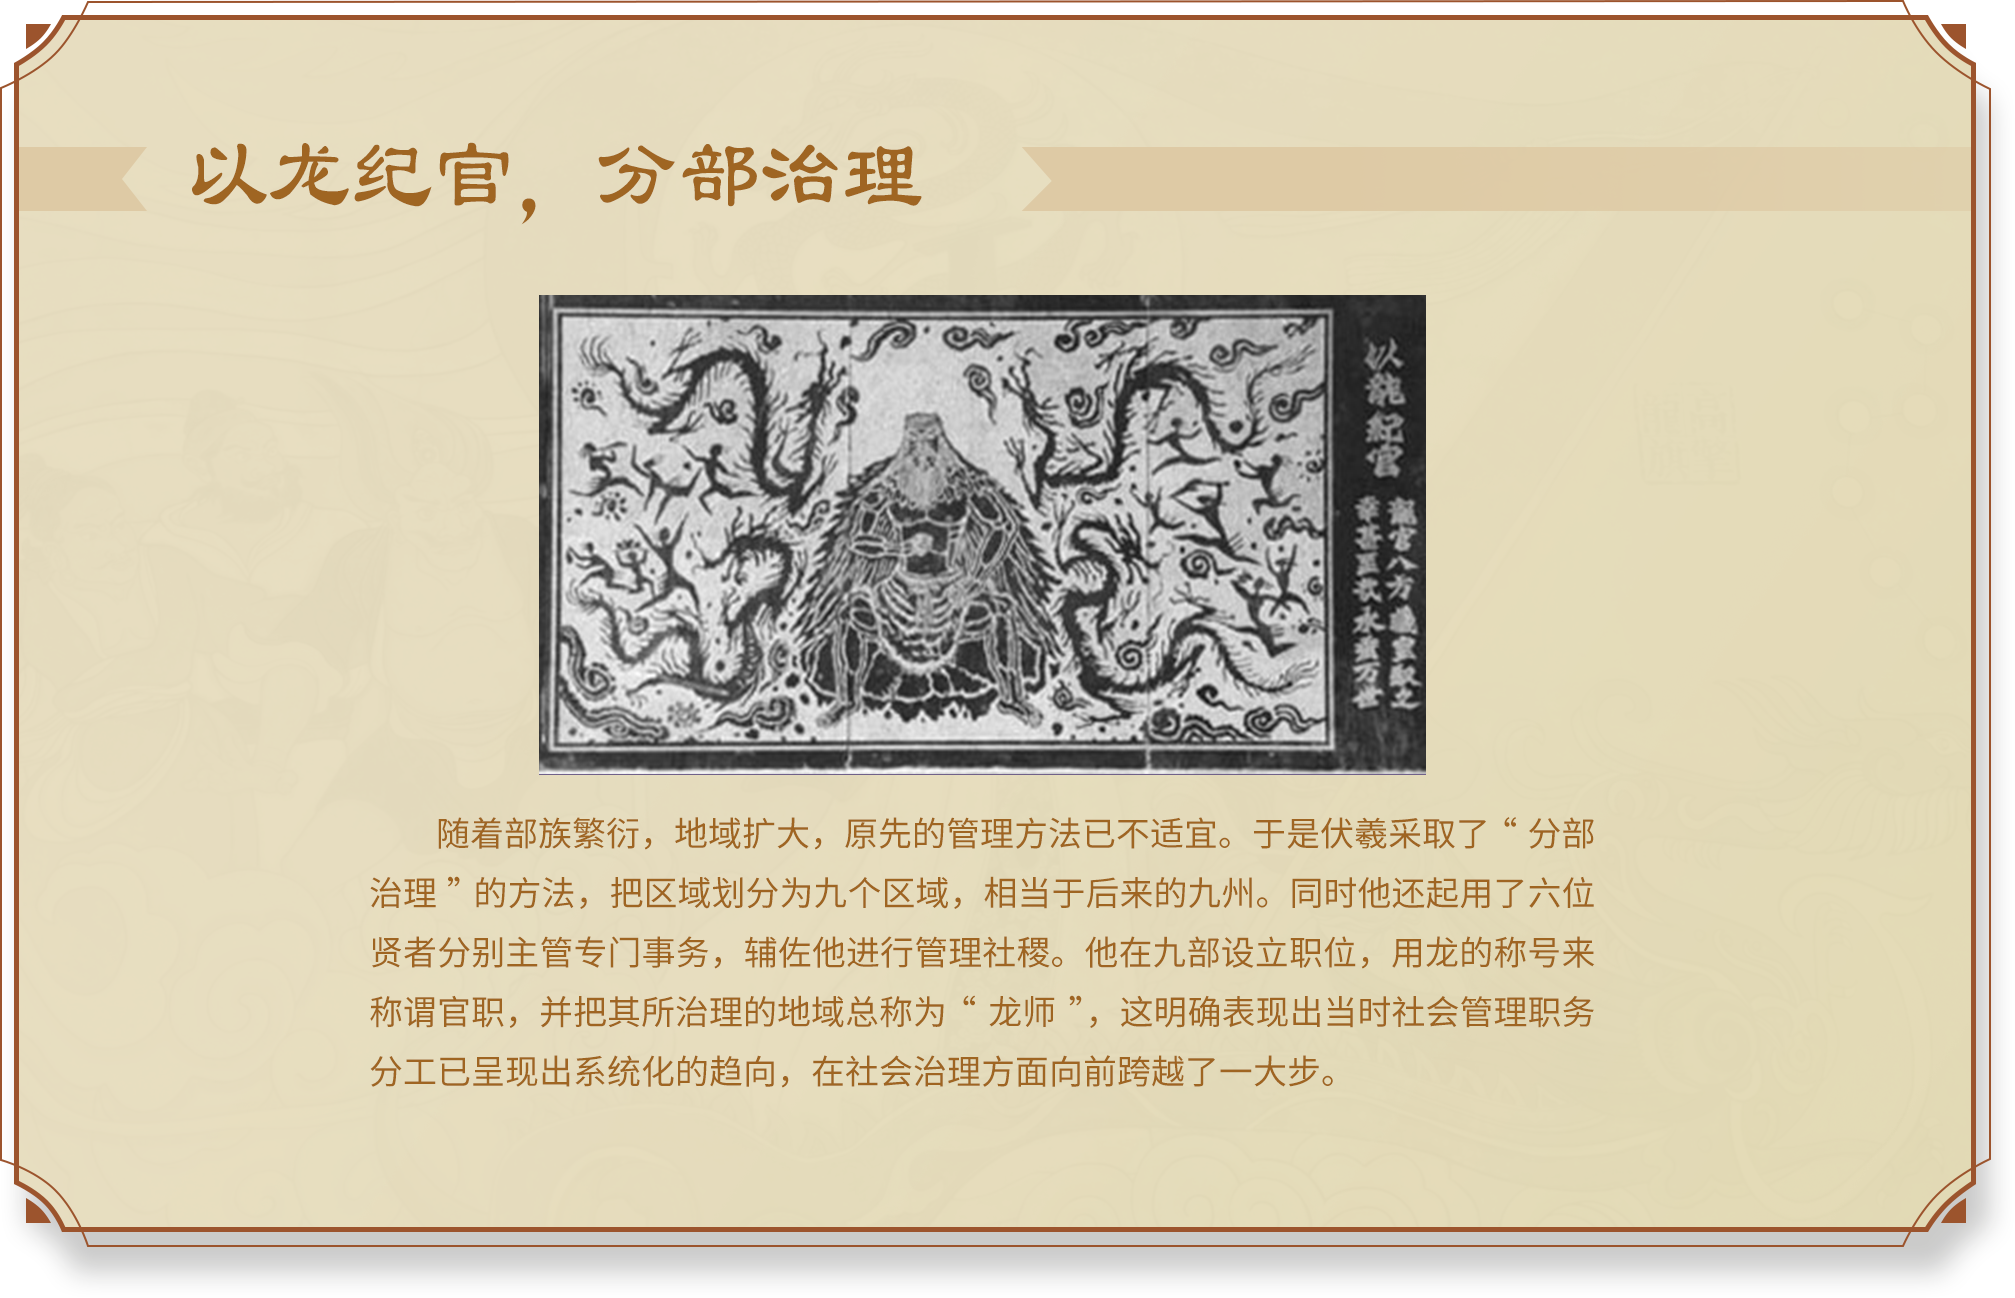 以龙纪官，分部治理
以龍紀官
龍官八方
随着部族繁衍，地域扩大，原先的管理方法已不适宜。于是伏羲采取了“分部
治理”的方法，把区域划分为九个区域，相当于后来的九州。同时他还起用了六位
贤者分别主管专门事务，辅佐他进行管理社稷。他在九部设立职位，用龙的称号来
称谓官职，并把其所治理的地域总称为“龙师”，这明确表现出当时社会管理职务
分工已呈现出系统化的趋向，在社会治理方面向前跨越了一大步。